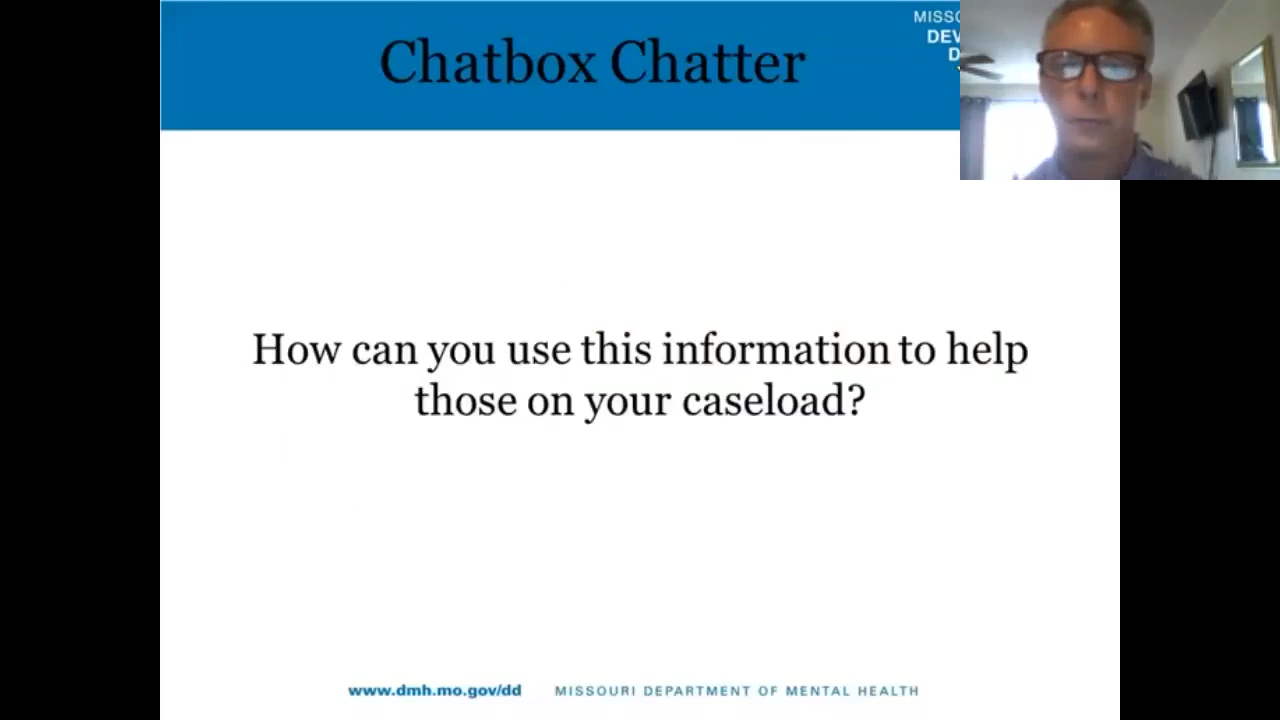 Chatbox Chatter
How can you use this information to help
those on your caseload?
www.dmh.mo.gov/dd MISSOURI DEPARTMENT OF MENTAL HEALTH